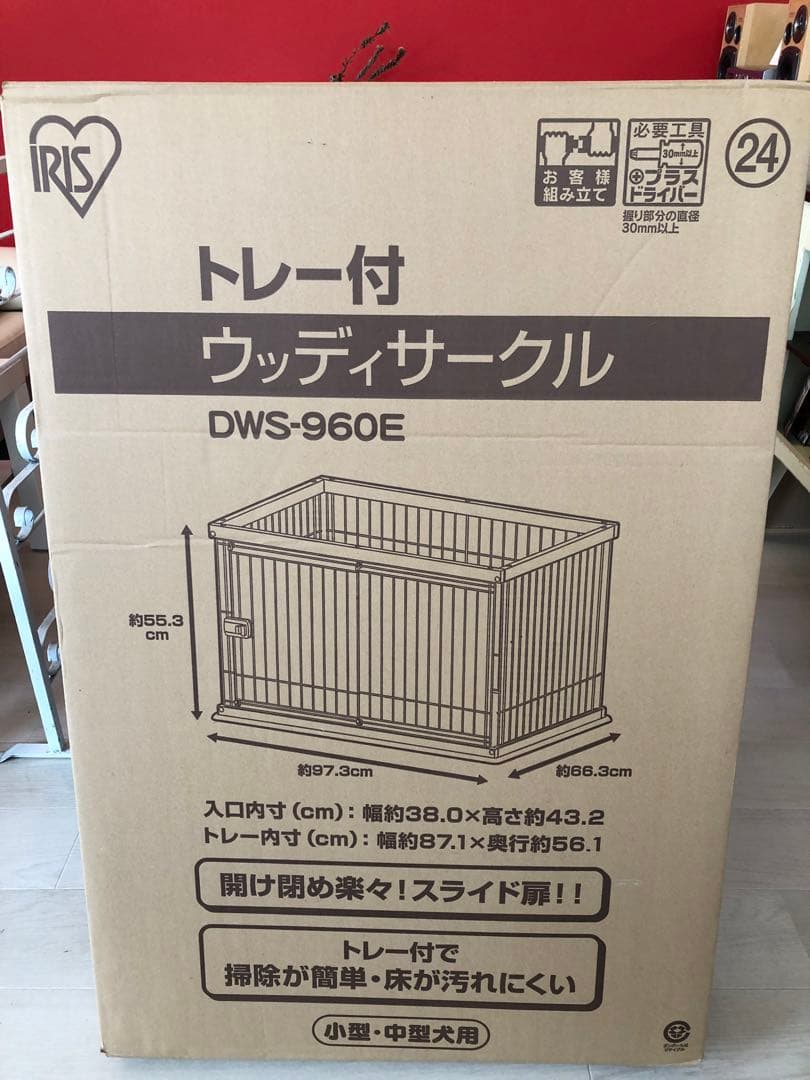 IRIS
お客様
組み立て
必要工具
30mm以上
プラス
ドライバー
握り部分の直径
30mm以上
24
トレー付
ウッディサークル
DWS-960E
約55.3
cm
約97.3cm
約66.3cm
入口内寸(cm):幅約38.0×高さ約43.2
トレー内寸(cm):幅約87.1×奥行約56.1
開け閉め楽々!スライド扉!!
トレー付で
掃除が簡単・床が汚れにくい
小型・中型犬用